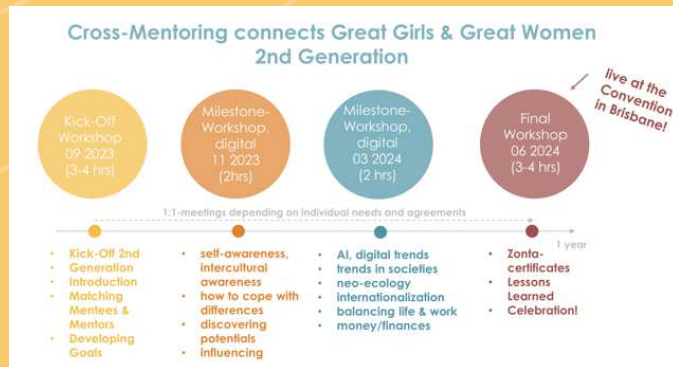 Cross-Mentoring connects Great Girls & Great Women
2nd Generation
live at the
Convention
in Brisbane!
Kick-Off
Workshop
09 2023
(3-4 hrs)
Milestone-
Workshop,
digital
11 2023
(2hrs)
Milestone-
Workshop,
digital
03 2024
(2 hrs)
Final
Workshop
06 2024
(3-4 hrs)
1:1-meetings depending on individual needs and agreements
1 year
• Kick-Off 2nd
• Generation
• Introduction
• Matching
Mentees &
Mentors
• Developing
Goals
• self-awareness,
intercultural
awareness
• how to cope with
differences
• discovering
potentials
• influencing
• AI, digital trends
• trends in societies
• neo-ecology
• internationalization
• balancing life & work
• money/finances
• Zonta-
certificates
• Lessons
Learned
• Celebration!